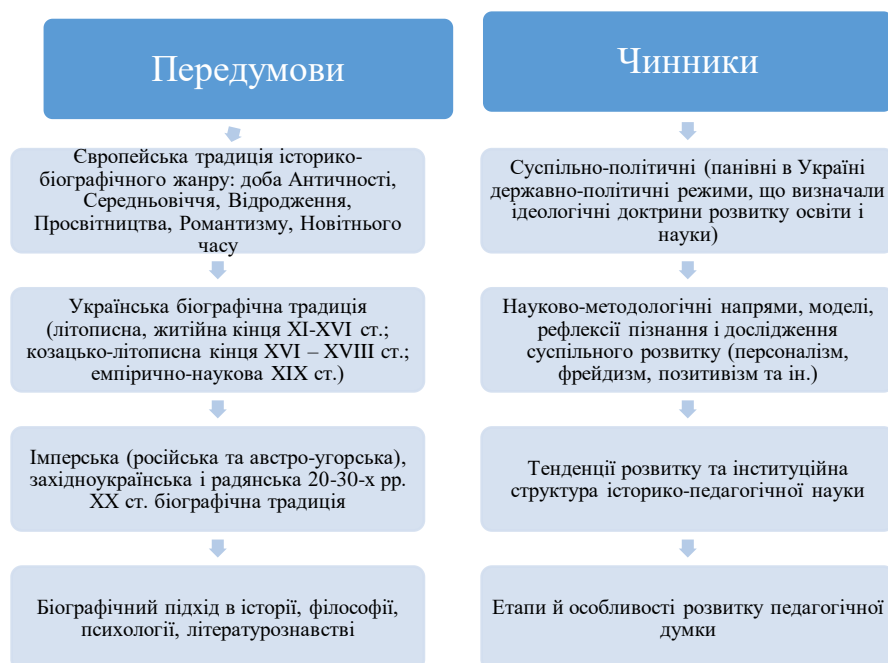 Передумови
Європейська традиція історико-
біографічного жанру: доба Античності,
Середньовіччя, Відродження,
Просвітництва, Романтизму, Новітнього
часу
Українська біографічна традиція
(літописна, житійна кінця XI-XVI ст.;
козацько-літописна кінця XVI – XVIII ст.;
емпірично-наукова XIX ст.)
Імперська (російська та австро-угорська),
західноукраїнська і радянська 20-30-х рр.
XX ст. біографічна традиція
Біографічний підхід в історії, філософії,
психології, літературознавстві
Чинники
Суспільно-політичні (панівні в Україні
державно-політичні режими, що визначали
ідеологічні доктрини розвитку освіти і
науки)
Науково-методологічні напрями, моделі,
рефлексії пізнання і дослідження
суспільного розвитку (персоналізм,
фрейдизм, позитивізм та ін.)
Тенденції розвитку та інституційна
структура історико-педагогічної науки
Етапи й особливості розвитку педагогічної
думки